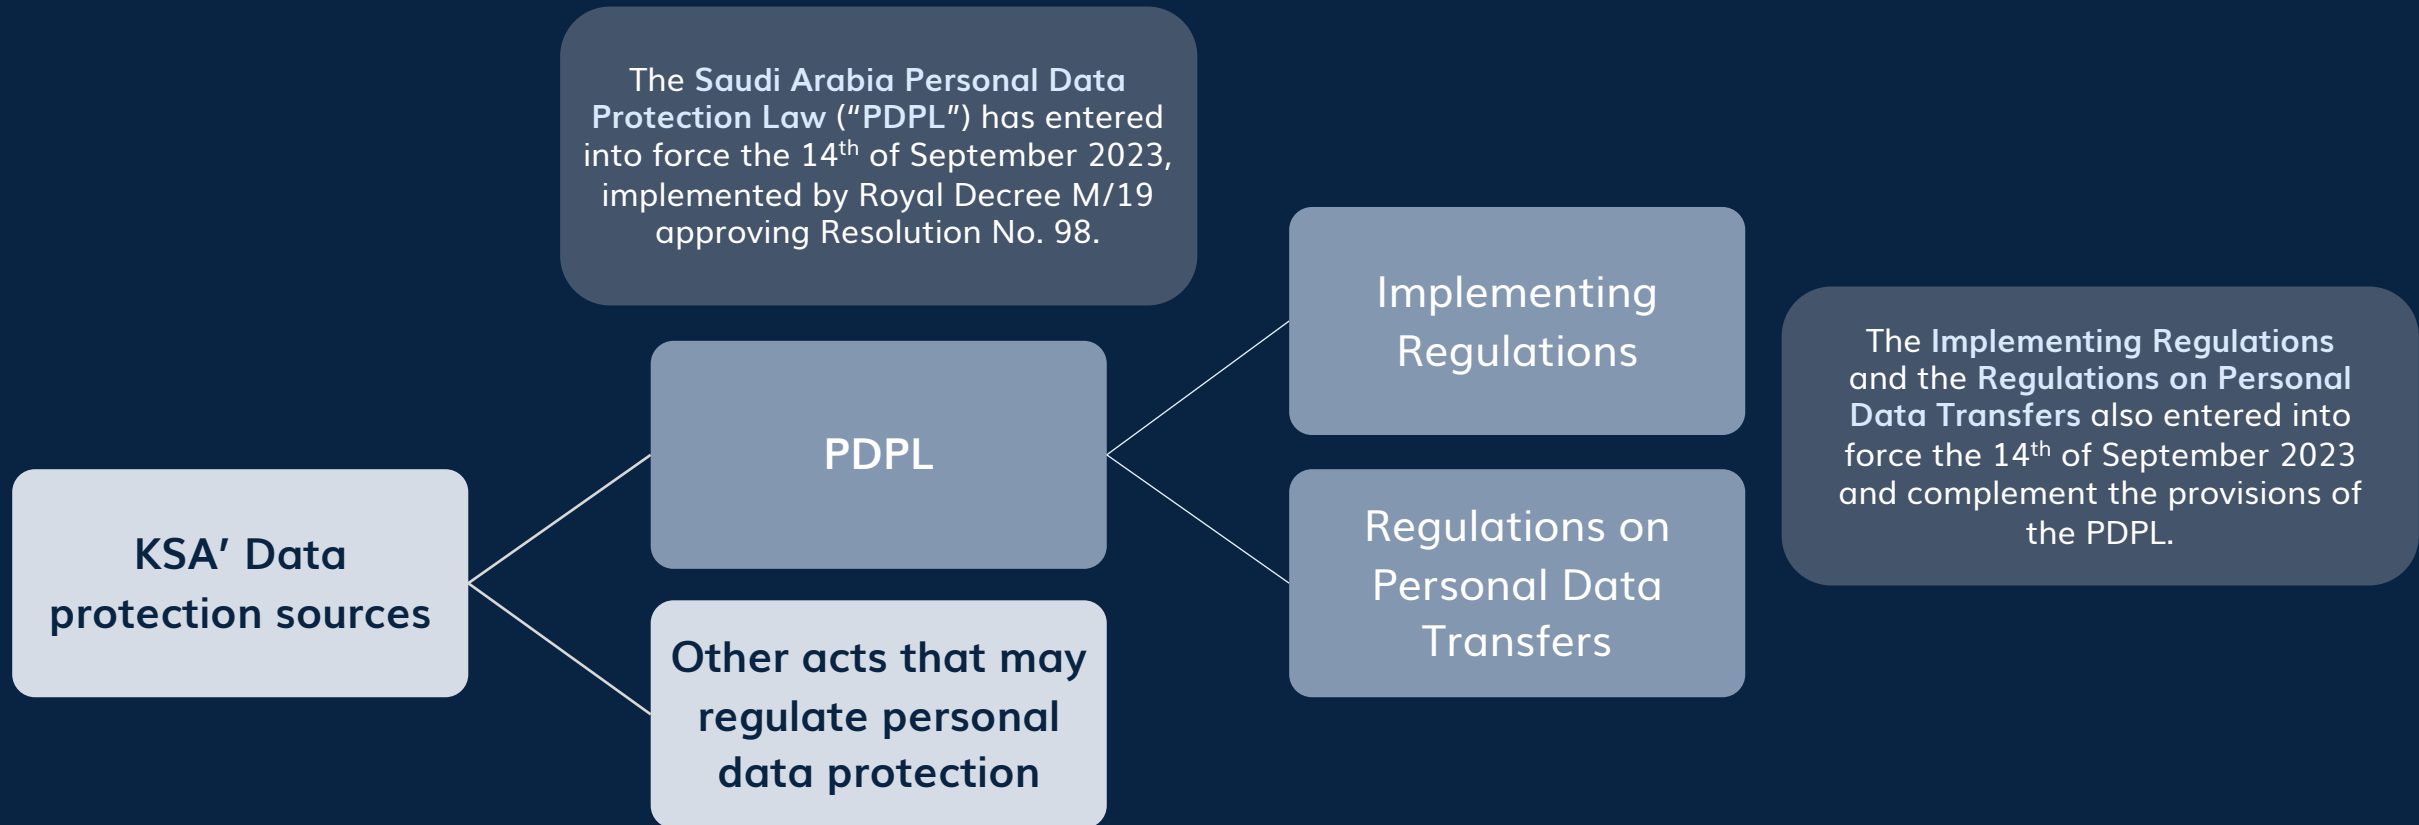 The Saudi Arabia Personal Data
Protection Law (“PDPL”) has entered
into force the 14th of September 2023,
implemented by Royal Decree M/19
approving Resolution No. 98.
KSA’ Data
protection sources
PDPL
Other acts that may
regulate personal
data protection
Implementing
Regulations
Regulations on
Personal Data
Transfers
The Implementing Regulations
and the Regulations on Personal
Data Transfers also entered into
force the 14th of September 2023
and complement the provisions of
the PDPL.